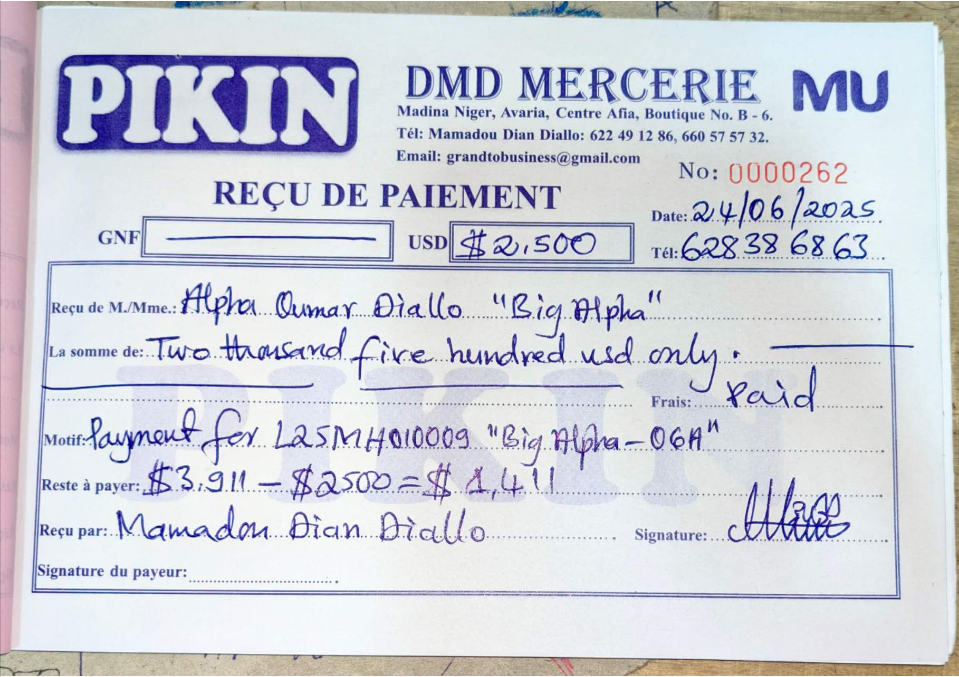 PIKIN
DMD MERCERIE
MU
Madina Niger, Avaria, Centre Afia, Boutique No. B - 6.
Tél: Mamadou Dian Diallo: 622 49 12 86, 660 57 57 32.
Email: grandtobusiness@gmail.com
No: 0000262
REÇU DE PAIEMENT
Date: 24/06/2025
GNF
USD $2,500
Tél: 628 38 68 63
Reçu de M./Mme.: Alpha Oumar Diallo "Big Alpha"
La somme de: Two thousand five hundred usd only.
Frais: Paid
Motif: Payment for L25MH010009 "Big Alpha-06A"
Reste à payer: $3,911 - $2500 = $1,411
Reçu par: Mamadou Dian Diallo
Signature:
Signature du payeur:
PIKIN